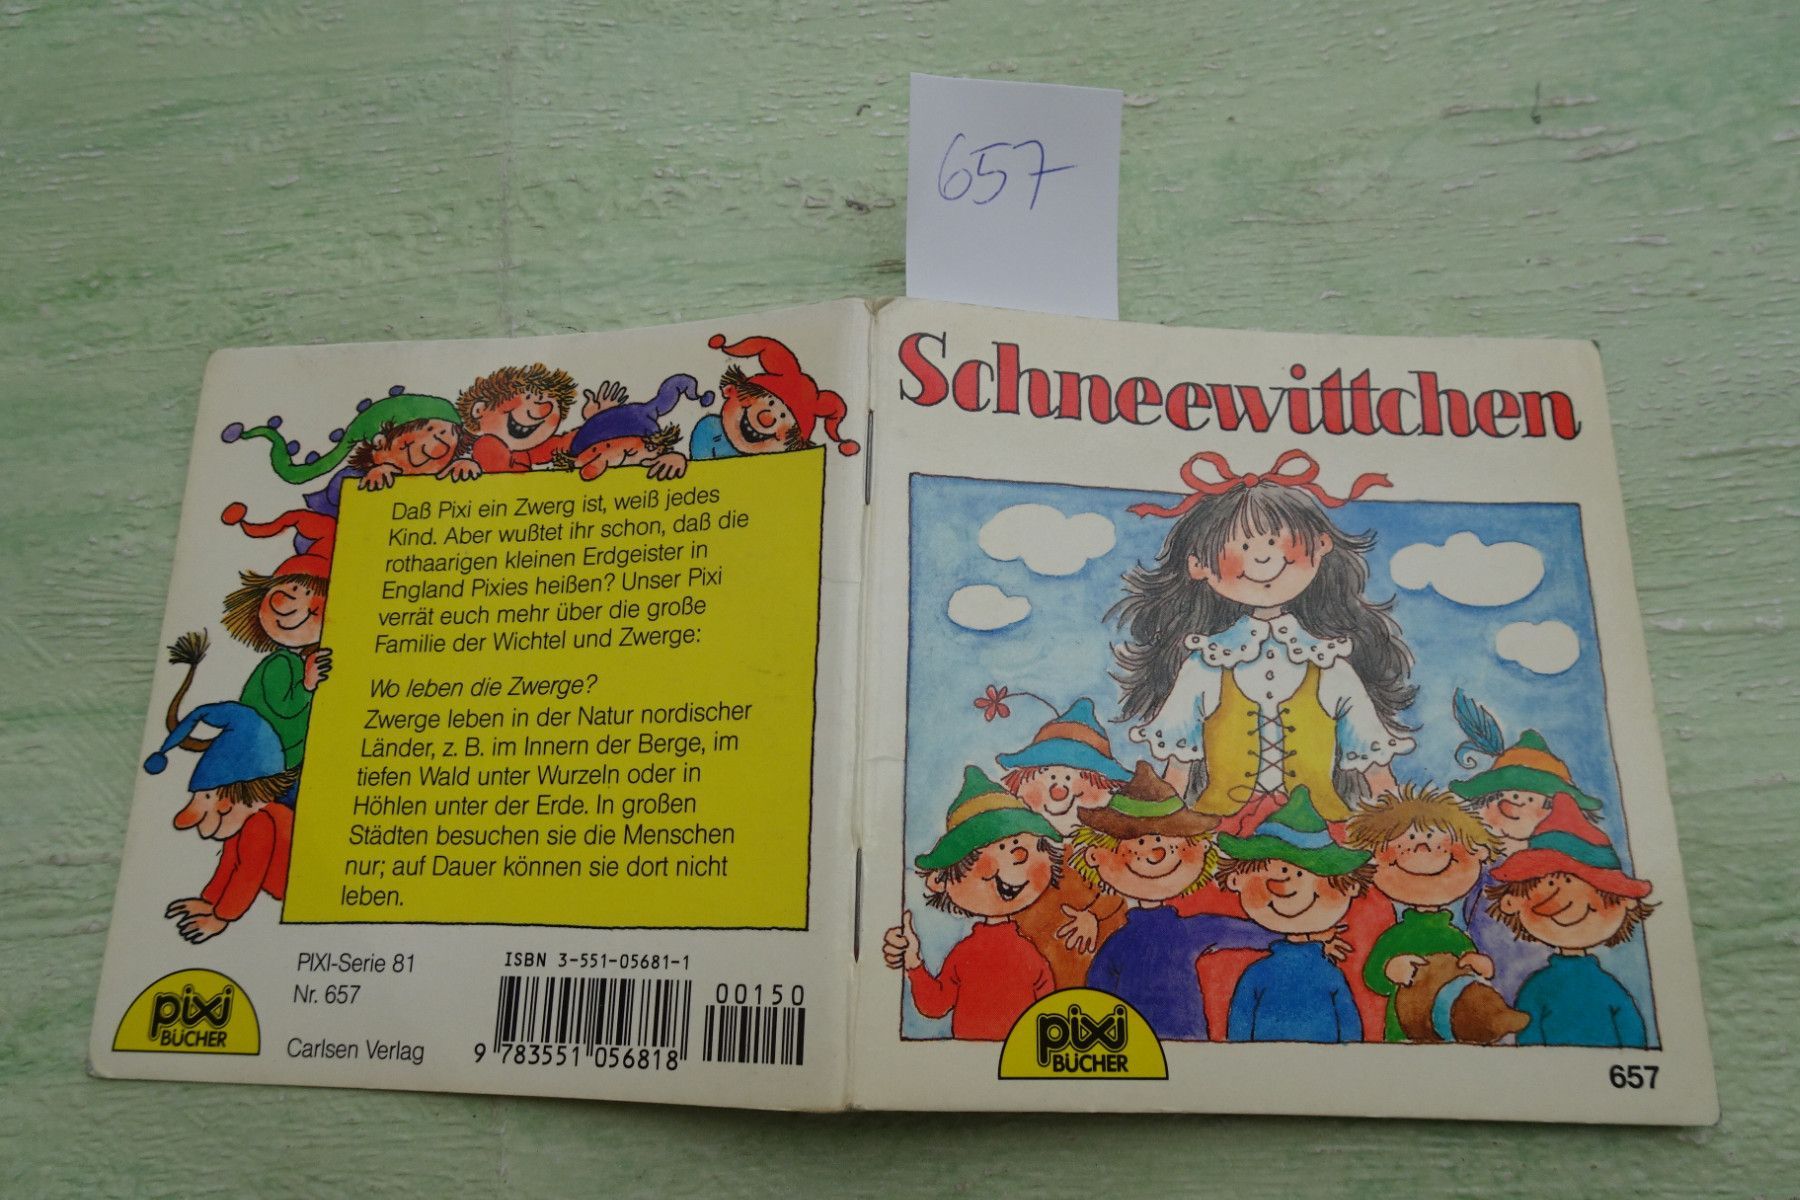 657
Schneewittchen
pixi
BÜCHER
657
Daß Pixi ein Zwerg ist, weiß jedes
Kind. Aber wußtet ihr schon, daß die
rothaarigen kleinen Erdgeister in
England Pixies heißen? Unser Pixi
verrät euch mehr über die große
Familie der Wichtel und Zwerge:
Wo leben die Zwerge?
Zwerge leben in der Natur nordischer
Länder, z. B. im Innern der Berge, im
tiefen Wald unter Wurzeln oder in
Höhlen unter der Erde. In großen
Städten besuchen sie die Menschen
nur; auf Dauer können sie dort nicht
leben.
pixi
BÜCHER
PIXI-Serie 81
Nr. 657
Carlsen Verlag
ISBN 3-551-05681-1
00150
9 783551 056818